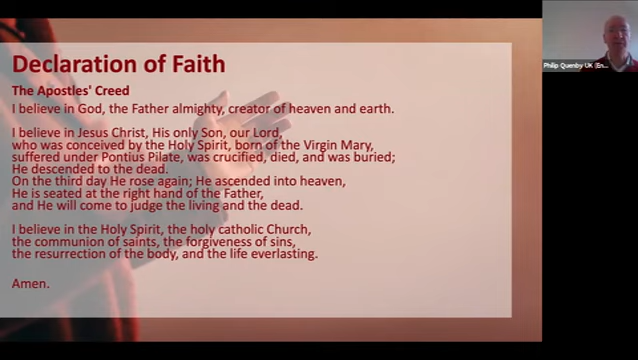 Declaration of Faith
The Apostles' Creed
I believe in God, the Father almighty, creator of heaven and earth.
I believe in Jesus Christ, His only Son, our Lord,
who was conceived by the Holy Spirit, born of the Virgin Mary,
suffered under Pontius Pilate, was crucified, died, and was buried;
He descended to the dead.
On the third day He rose again; He ascended into heaven,
He is seated at the right hand of the Father,
and He will come to judge the living and the dead.
I believe in the Holy Spirit, the holy catholic Church,
the communion of saints, the forgiveness of sins,
the resurrection of the body, and the life everlasting.
Amen.
Philip Quenby UK (En...